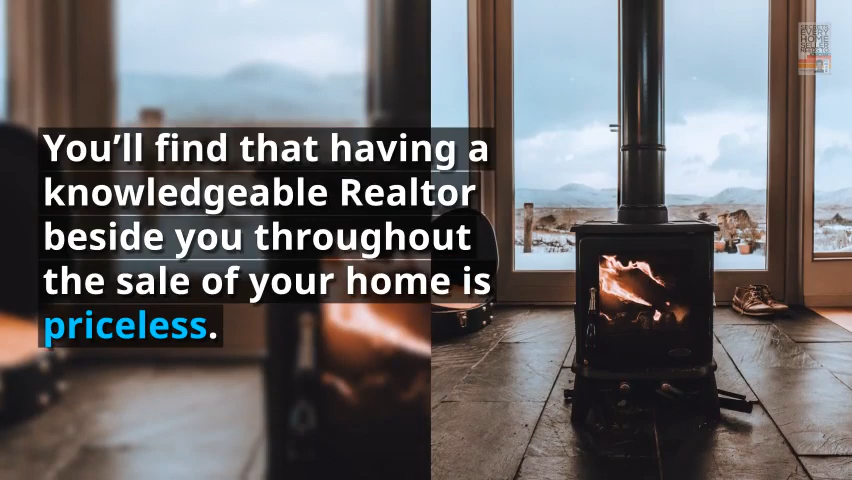 You’ll find that having a
knowledgeable Realtor
beside you throughout
the sale of your home is
priceless.